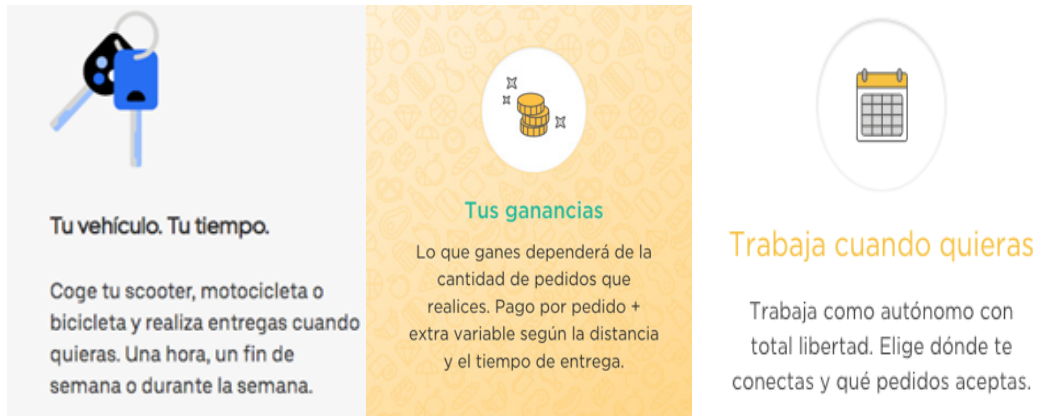 Tu vehículo. Tu tiempo.
Coge tu scooter, motocicleta o
bicicleta y realiza entregas cuando
quieras. Una hora, un fin de
semana o durante la semana.
Tus ganancias
Lo que ganes dependerá de la
cantidad de pedidos que
realices. Pago por pedido +
extra variable según la distancia
y el tiempo de entrega.
Trabaja cuando quieras
Trabaja como autónomo con
total libertad. Elige dónde te
conectas y qué pedidos aceptas.